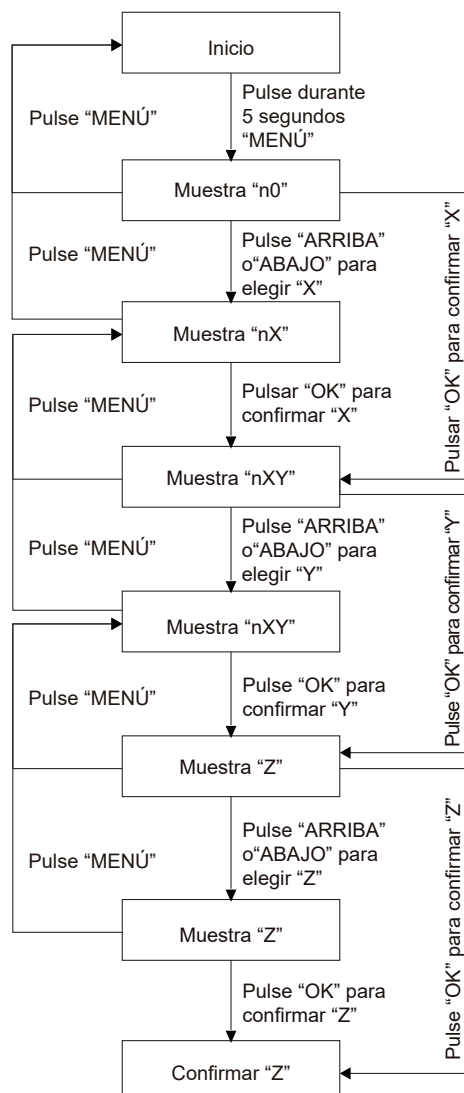 Inicio
Pulse “MENÚ”
Pulse durante
5 segundos
“MENÚ”
Muestra “n0”
Pulse “MENÚ”
Pulse “ARRIBA”
o“ABAJO” para
elegir “X”
Pulsar “OK” para confirmar “X”
Muestra “nX”
Pulse “MENÚ”
Pulsar “OK” para
confirmar “X”
Muestra “nXY”
Pulse “MENÚ”
Pulse “ARRIBA”
o“ABAJO” para
elegir “Y”
Pulse “OK” para confirmar “Y”
Muestra “nXY”
Pulse “MENÚ”
Pulse “OK” para
confirmar “Y”
Muestra “Z”
Pulse “MENÚ”
Pulse “ARRIBA”
o“ABAJO” para
elegir “Z”
Pulse “OK” para confirmar “Z”
Muestra “Z”
Pulse “OK” para
confirmar “Z”
Confirmar “Z”